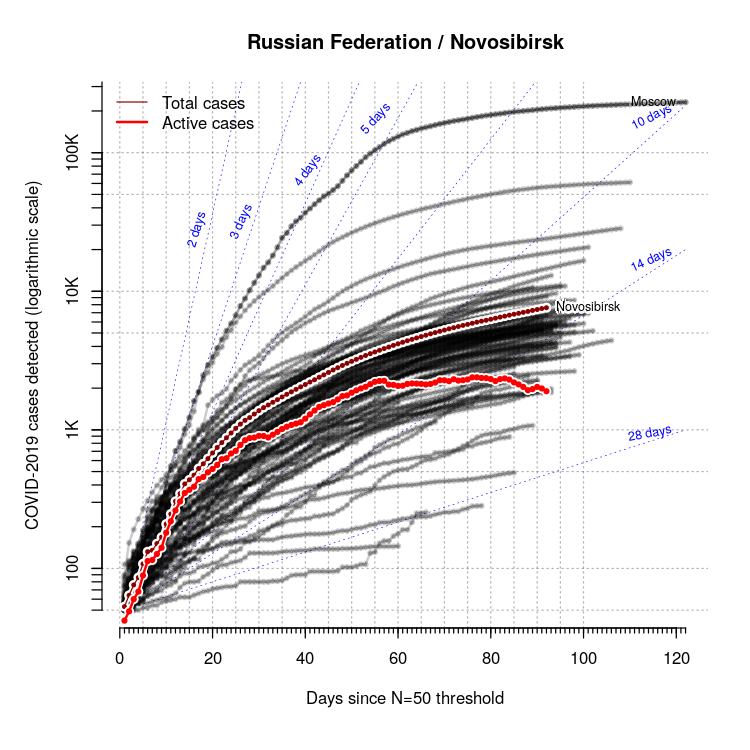 Russian Federation / Novosibirsk
Total cases
Active cases
Moscow
Novosibirsk
2 days
3 days
4 days
5 days
10 days
14 days
28 days
COVID-2019 cases detected (logarithmic scale)
100K
10K
1K
100
0 20 40 60 80 100 120
Days since N=50 threshold